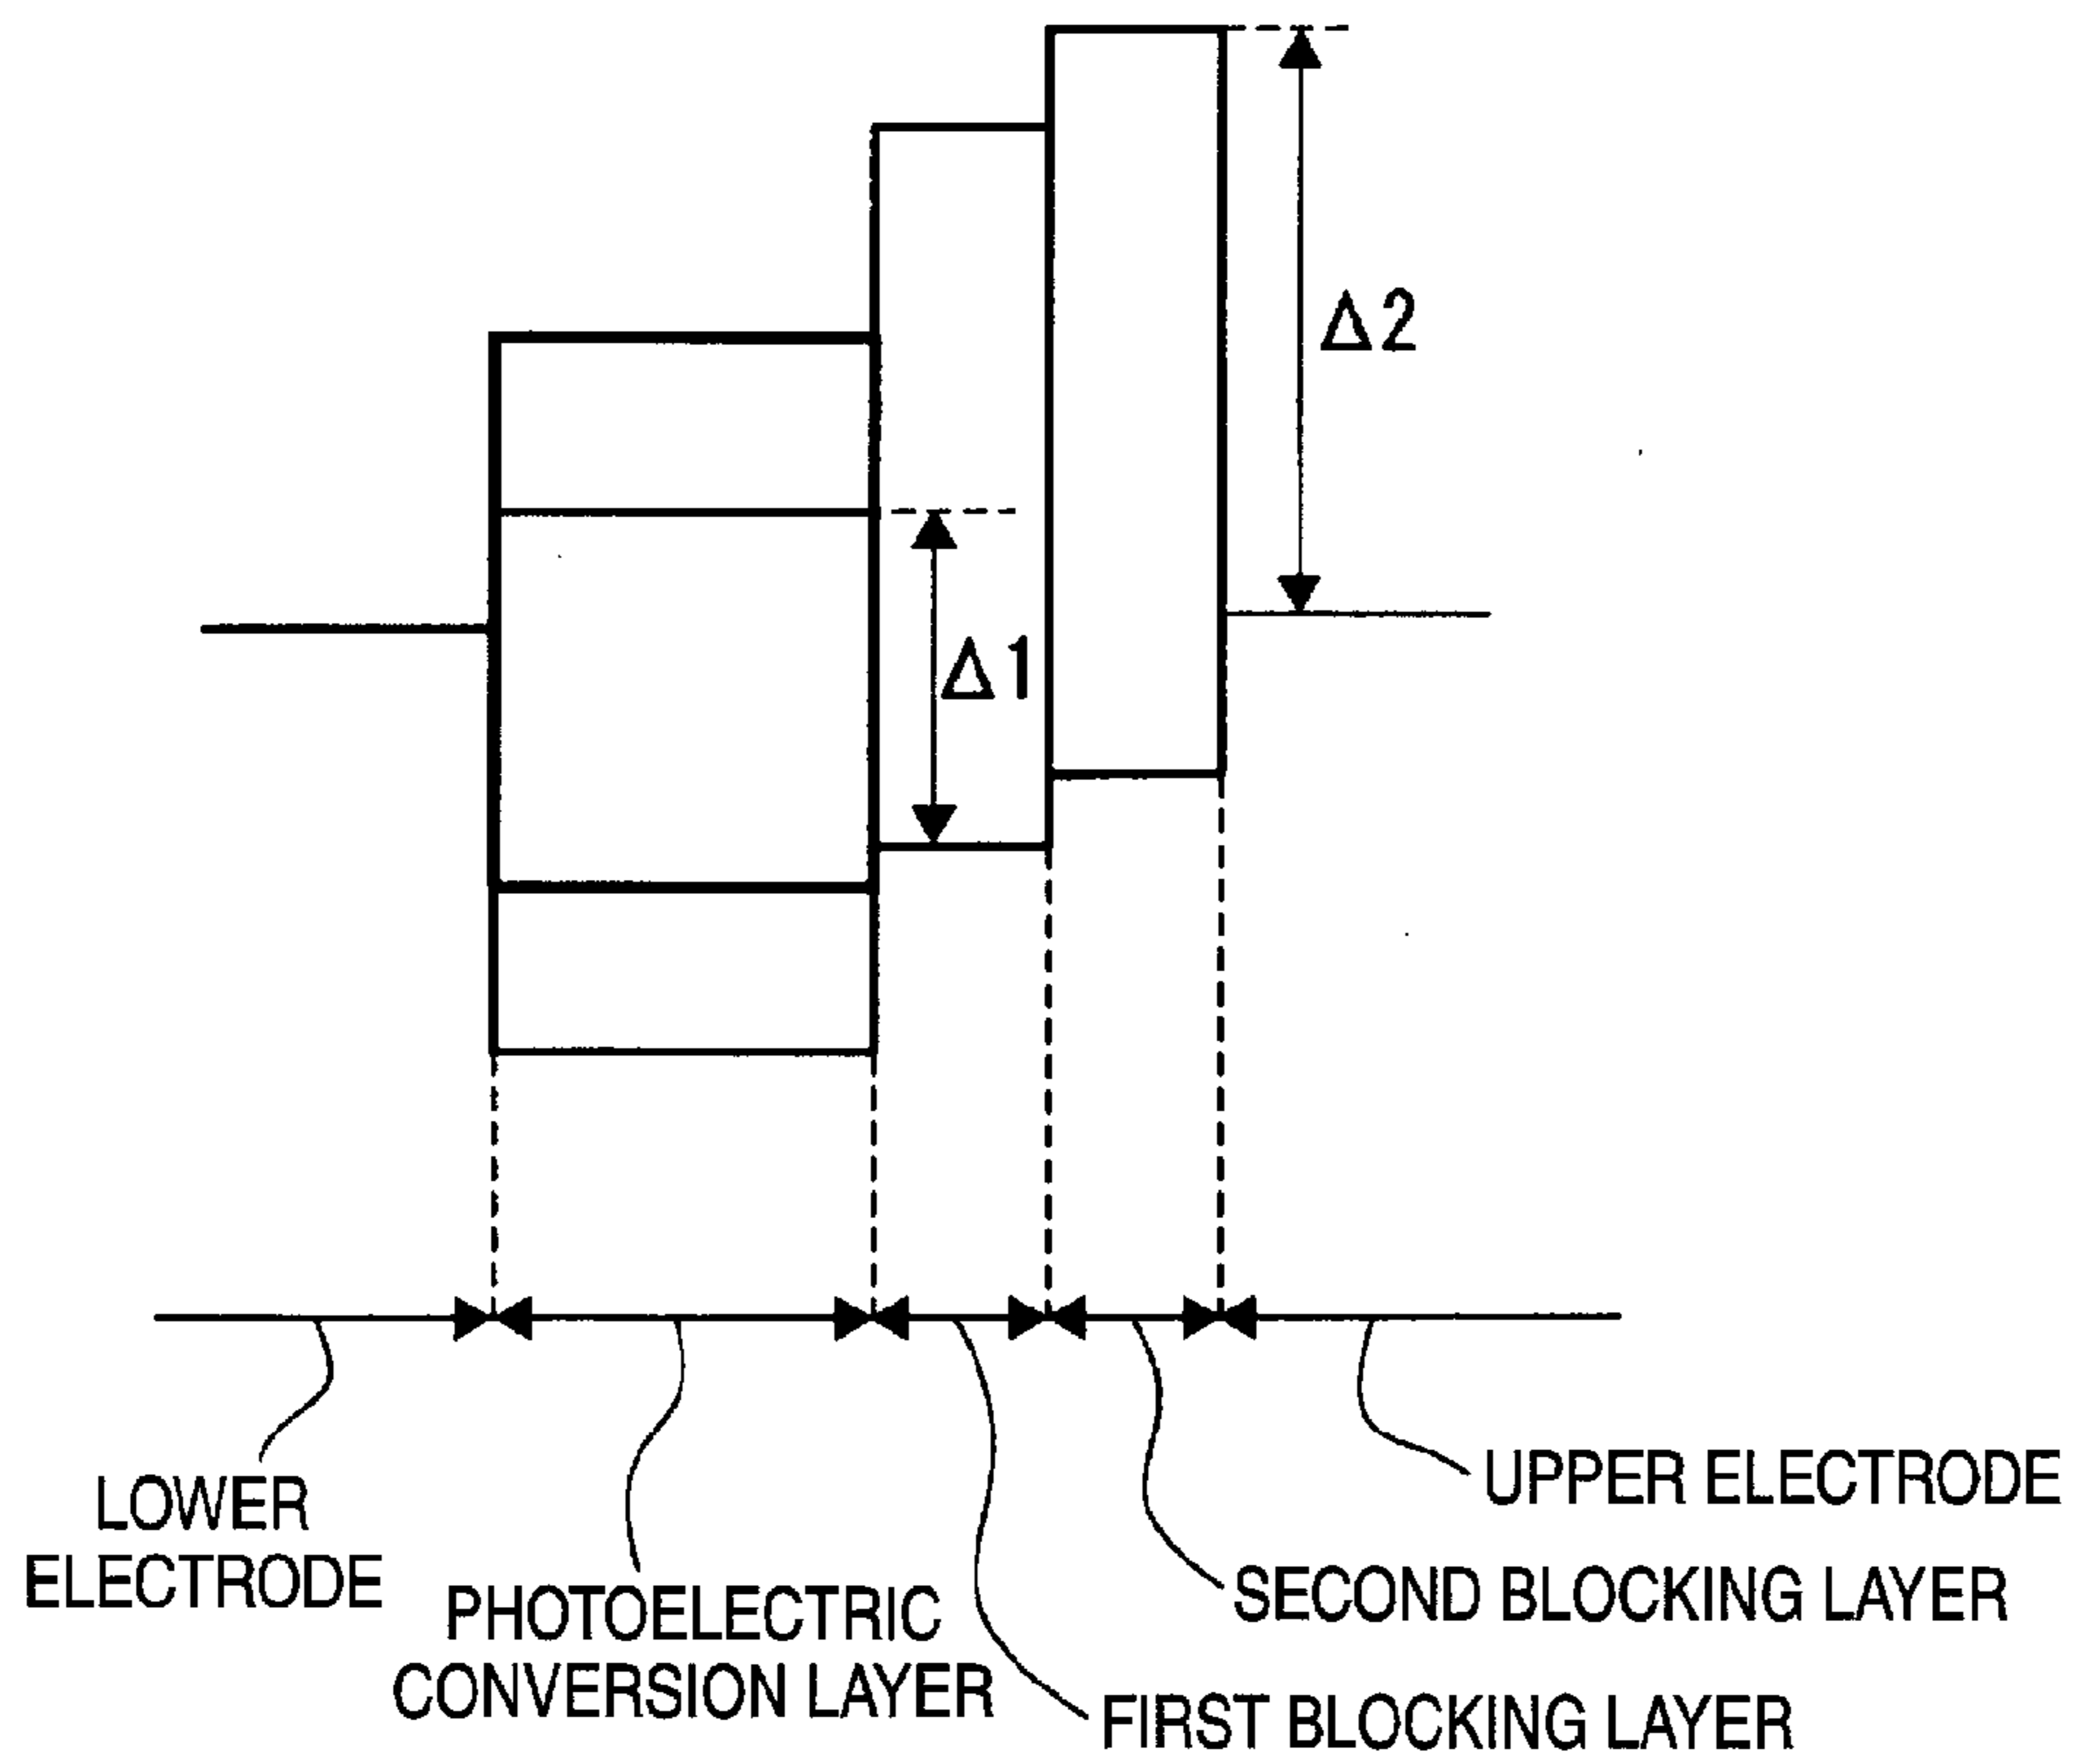 Δ2
Δ1
LOWER
ELECTRODE
PHOTOELECTRIC
CONVERSION LAYER
FIRST BLOCKING LAYER
SECOND BLOCKING LAYER
UPPER ELECTRODE